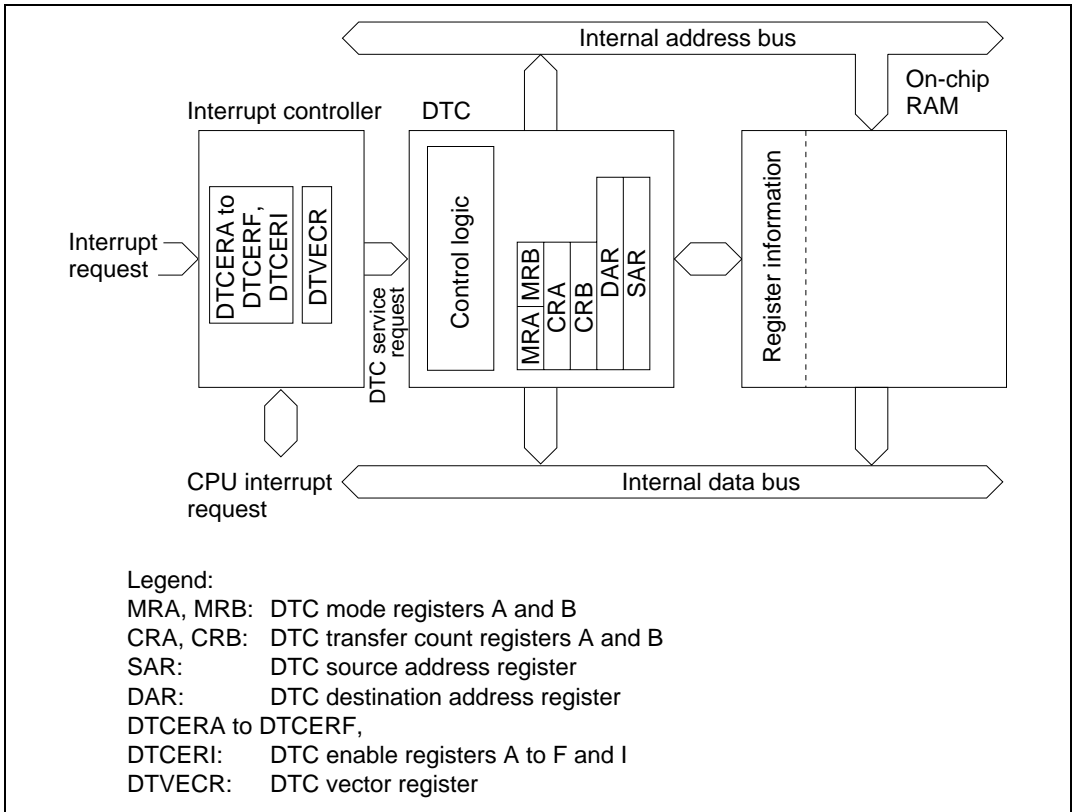 Internal address bus
On-chip
RAM
Interrupt controller
DTC
Interrupt
request
DTCERA to
DTCERF,
DTCERI
DTVECR
DTC service
request
Control logic
MRA
MRB
CRA
CRB
DAR
SAR
Register information
CPU interrupt
request
Internal data bus
Legend:
MRA, MRB: DTC mode registers A and B
CRA, CRB: DTC transfer count registers A and B
SAR: DTC source address register
DAR: DTC destination address register
DTCERA to DTCERF,
DTCERI: DTC enable registers A to F and I
DTVECR: DTC vector register